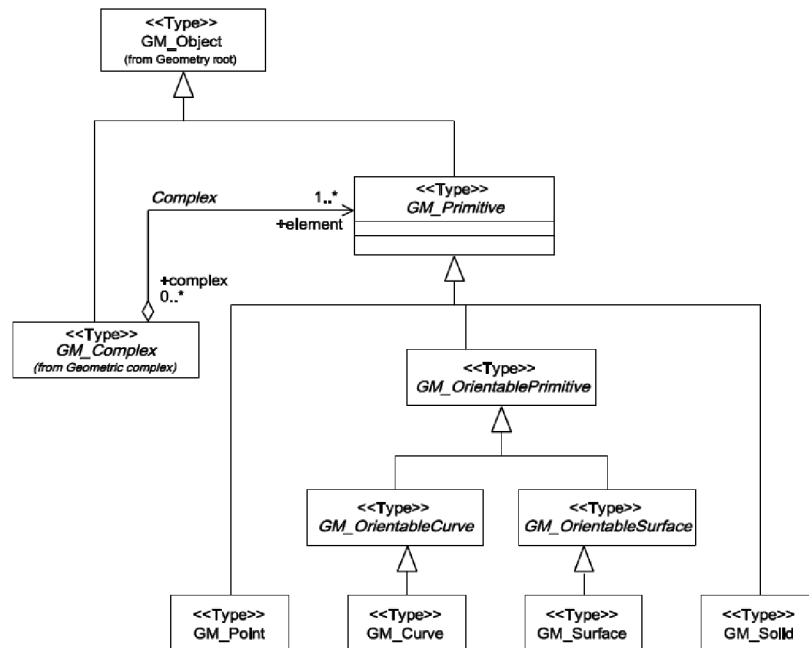 <<Type>>
GM_Object
(from Geometry root)
Complex
1..*
+element
<<Type>>
GM_Primitive
+complex
0..*
<<Type>>
GM_Complex
(from Geometric complex)
<<Type>>
GM_OrientablePrimitive
<<Type>>
GM_OrientableCurve
<<Type>>
GM_OrientableSurface
<<Type>>
GM_Point
<<Type>>
GM_Curve
<<Type>>
GM_Surface
<<Type>>
GM_Solid